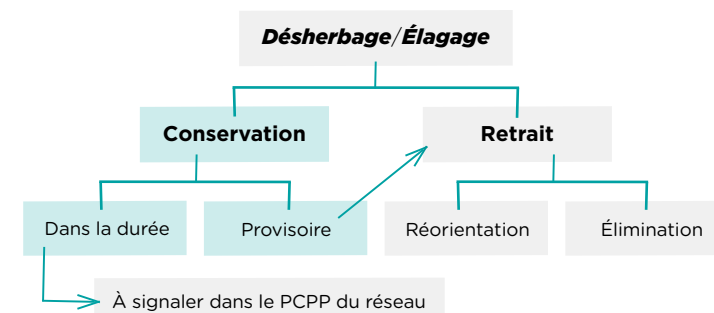 Désherbage/Élagage
Conservation
Retrait
Dans la durée
Provisoire
Réorientation
Élimination
À signaler dans le PCPP du réseau